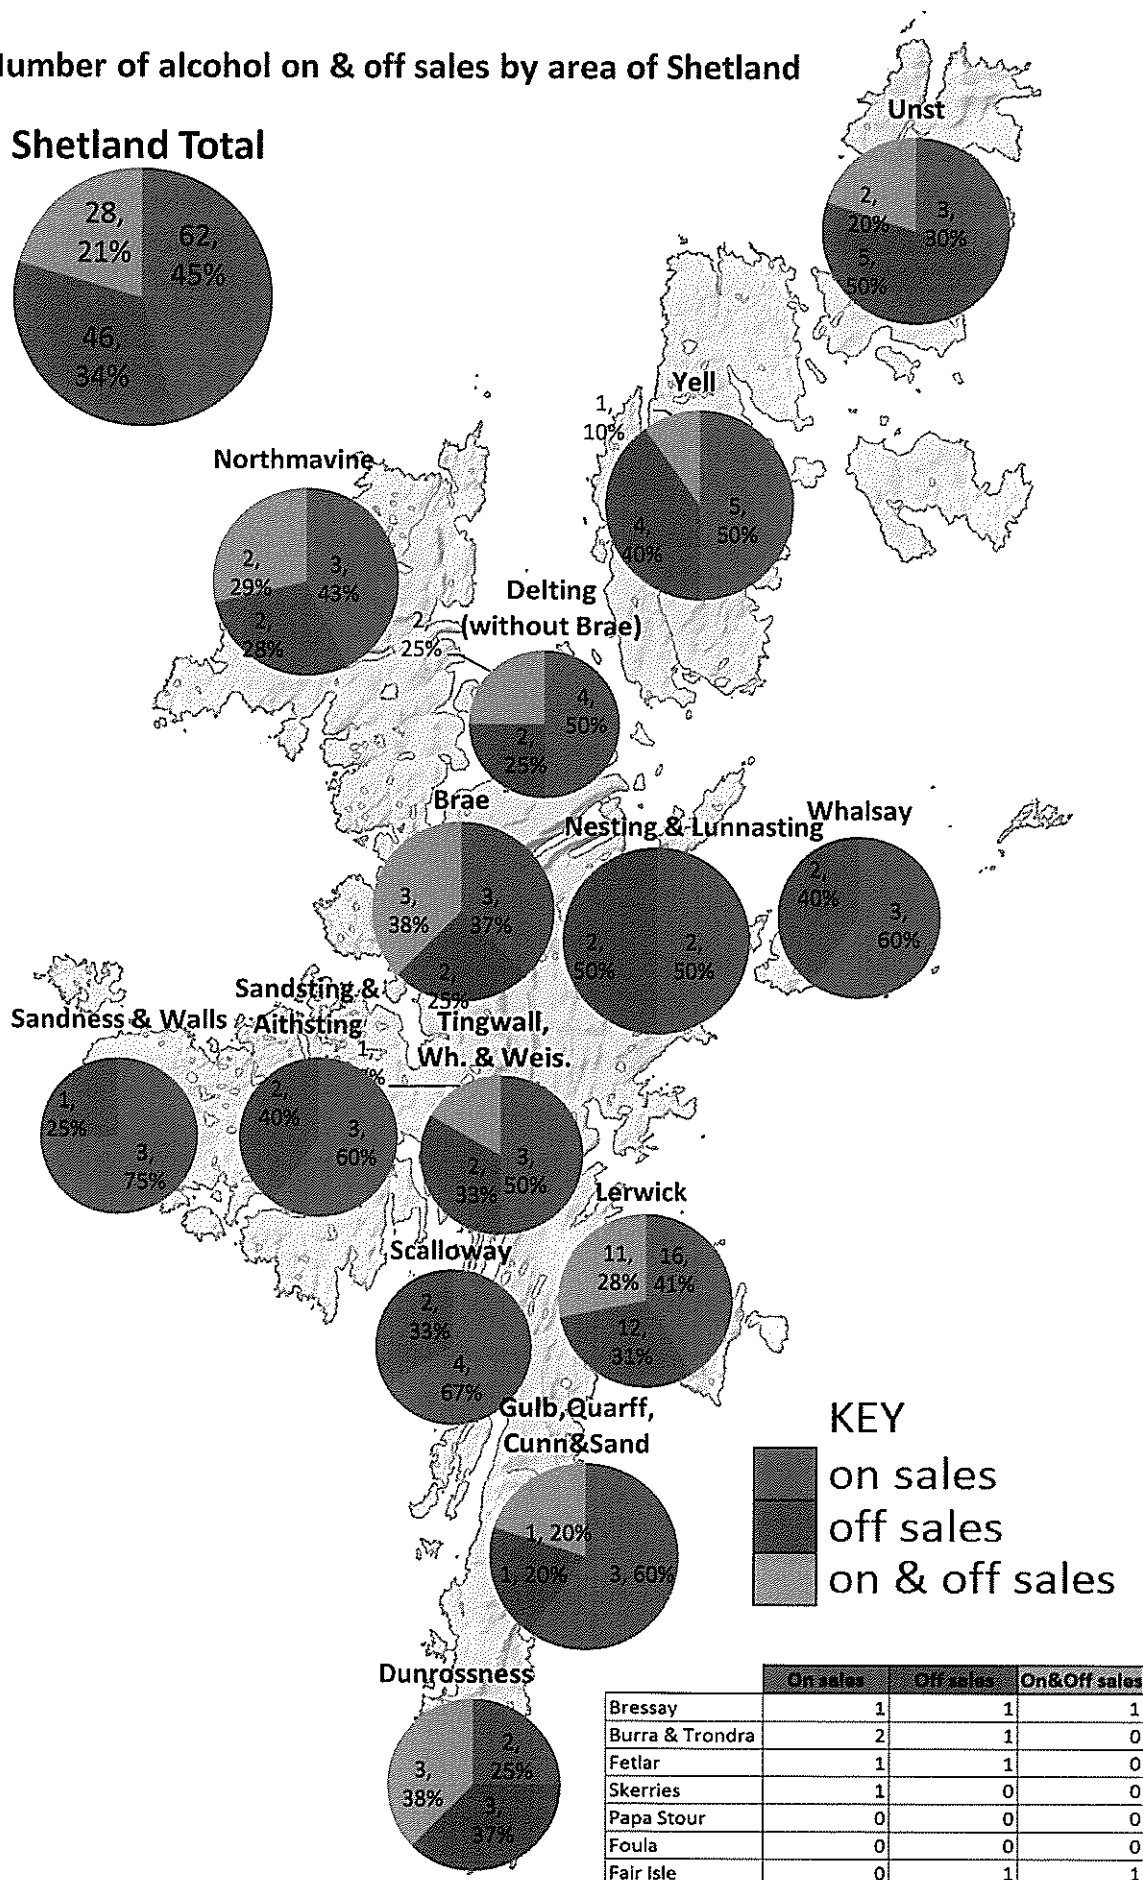 umber of alcohol on & off sales by area of Shetland
Shetland Total
28,
21%
62,
45%
46,
34%
Unst
2,
20%
3,
30%
5,
50%
Yell
1,
10%
5,
50%
4,
40%
Northmavine
2,
29%
3,
43%
2,
28%
Delting
(without Brae)
2,
25%
4,
50%
2,
25%
Brae
3,
38%
3,
37%
2,
25%
Nesting & Lunnasting
2,
50%
2,
50%
Whalsay
2,
40%
3,
60%
Sandness & Walls
1,
25%
3,
75%
Sandsting &
Aithsting
2,
40%
3,
60%
Tingwall,
Wh. & Weis.
1,
%
2,
33%
3,
50%
Lerwick
11,
28%
16,
41%
12,
31%
Scalloway
2,
33%
4,
67%
Gulb,Quarff,
Cunn&Sand
1, 20%
1, 20%
3, 60%
Dunrossness
2,
25%
3,
38%
3,
37%
KEY
on sales
off sales
on & off sales
On sales Off sales On&Off sales
Bressay 1 1 1
Burra & Trondra 2 1 0
Fetlar 1 1 0
Skerries 1 0 0
Papa Stour 0 0 0
Foula 0 0 0
Fair Isle 0 1 1